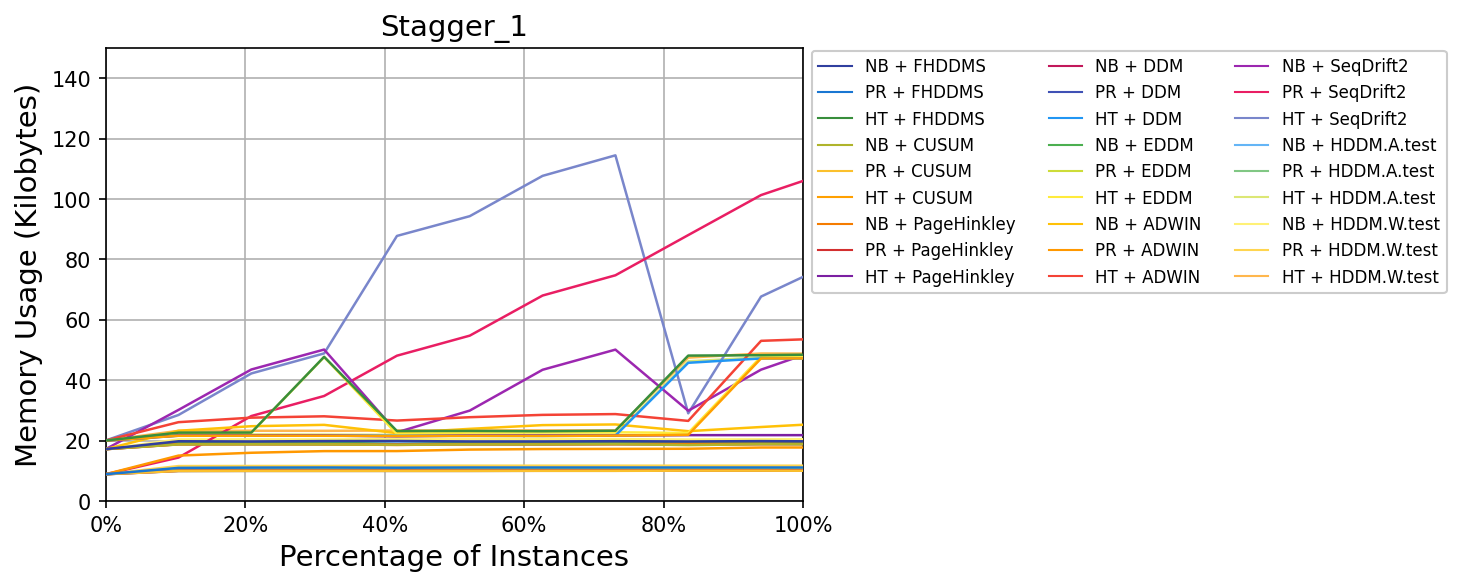 Stagger_1
Memory Usage (Kilobytes)
140
120
100
80
60
40
20
0
0% 20% 40% 60% 80% 100%
Percentage of Instances
NB + FHDDMS
PR + FHDDMS
HT + FHDDMS
NB + CUSUM
PR + CUSUM
HT + CUSUM
NB + PageHinkley
PR + PageHinkley
HT + PageHinkley
NB + DDM
PR + DDM
HT + DDM
NB + EDDM
PR + EDDM
HT + EDDM
NB + ADWIN
PR + ADWIN
HT + ADWIN
NB + SeqDrift2
PR + SeqDrift2
HT + SeqDrift2
NB + HDDM.A.test
PR + HDDM.A.test
HT + HDDM.A.test
NB + HDDM.W.test
PR + HDDM.W.test
HT + HDDM.W.test